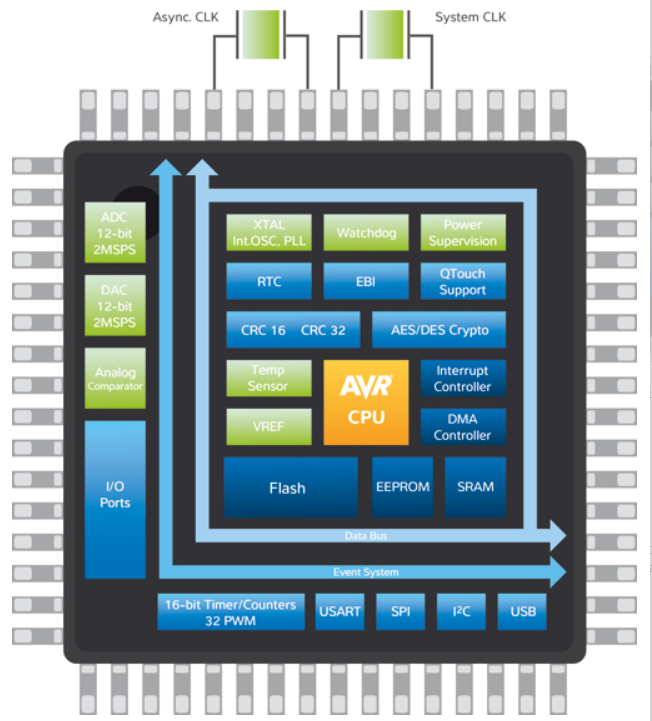 Async. CLK
System CLK
ADC
12-bit
2MSPS
DAC
12-bit
2MSPS
Analog
Comparator
I/O
Ports
XTAL
Int.OSC, PLL
Watchdog
Power
Supervision
RTC
EBI
QTouch
Support
CRC 16 CRC 32
AES/DES Crypto
Temp
Sensor
AVR
CPU
Interrupt
Controller
VREF
DMA
Controller
Flash
EEPROM
SRAM
Data Bus
Event System
16-bit Timer/Counters
32 PWM
USART
SPI
I²C
USB